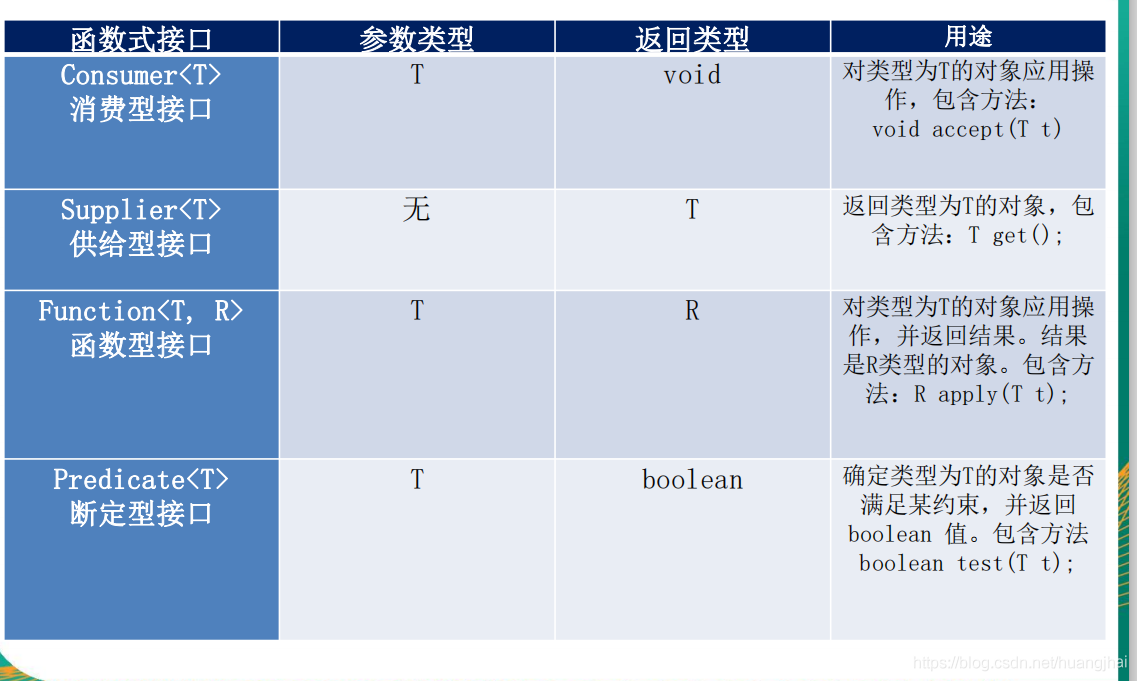 函数式接口 参数类型 返回类型 用途
Consumer<T>
消费型接口
T
void
对类型为T的对象应用操
作，包含方法：
void accept(T t)
Supplier<T>
供给型接口
无
T
返回类型为T的对象，包
含方法：T get();
Function<T, R>
函数型接口
T
R
对类型为T的对象应用操
作，并返回结果。结果
是R类型的对象。包含方
法：R apply(T t);
Predicate<T>
断定型接口
T
boolean
确定类型为T的对象是否
满足某约束，并返回
boolean 值。包含方法
boolean test(T t);
https://blog.csdn.net/huangjhai